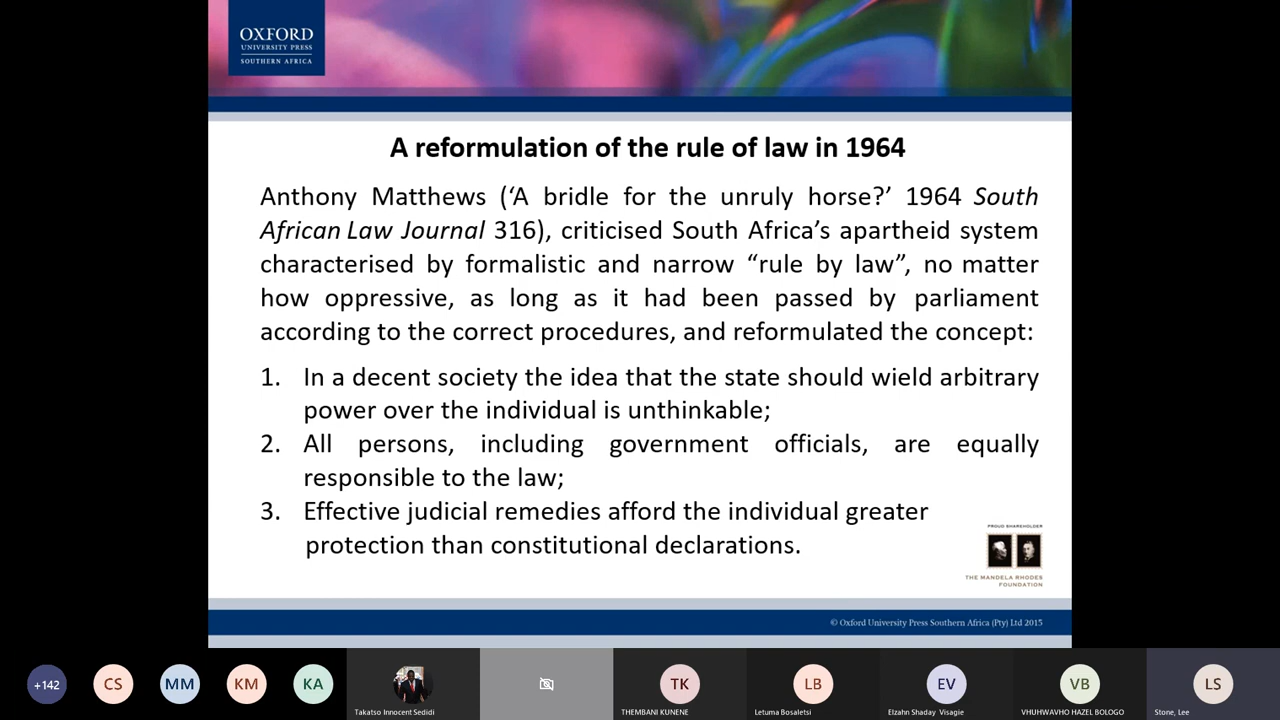 OXFORD
UNIVERSITY PRESS
SOUTHERN AFRICA
A reformulation of the rule of law in 1964
Anthony Matthews (‘A bridle for the unruly horse?’ 1964 South
African Law Journal 316), criticised South Africa’s apartheid system
characterised by formalistic and narrow “rule by law”, no matter
how oppressive, as long as it had been passed by parliament
according to the correct procedures, and reformulated the concept:
1. In a decent society the idea that the state should wield arbitrary
power over the individual is unthinkable;
2. All persons, including government officials, are equally
responsible to the law;
3. Effective judicial remedies afford the individual greater
protection than constitutional declarations.
PROUD SHAREHOLDER
THE MANDELA RHODES
FOUNDATION
© Oxford University Press Southern Africa (Pty) Ltd 2015
+142 CS MM KM KA TK LB EV VB LS
Takatso Innocent Sedidi THEMBANI KUNENE Letuma Bosaletsi Elzahn Shaday Visagie VHUHWAVHO HAZEL BOLOGO Stone, Lee